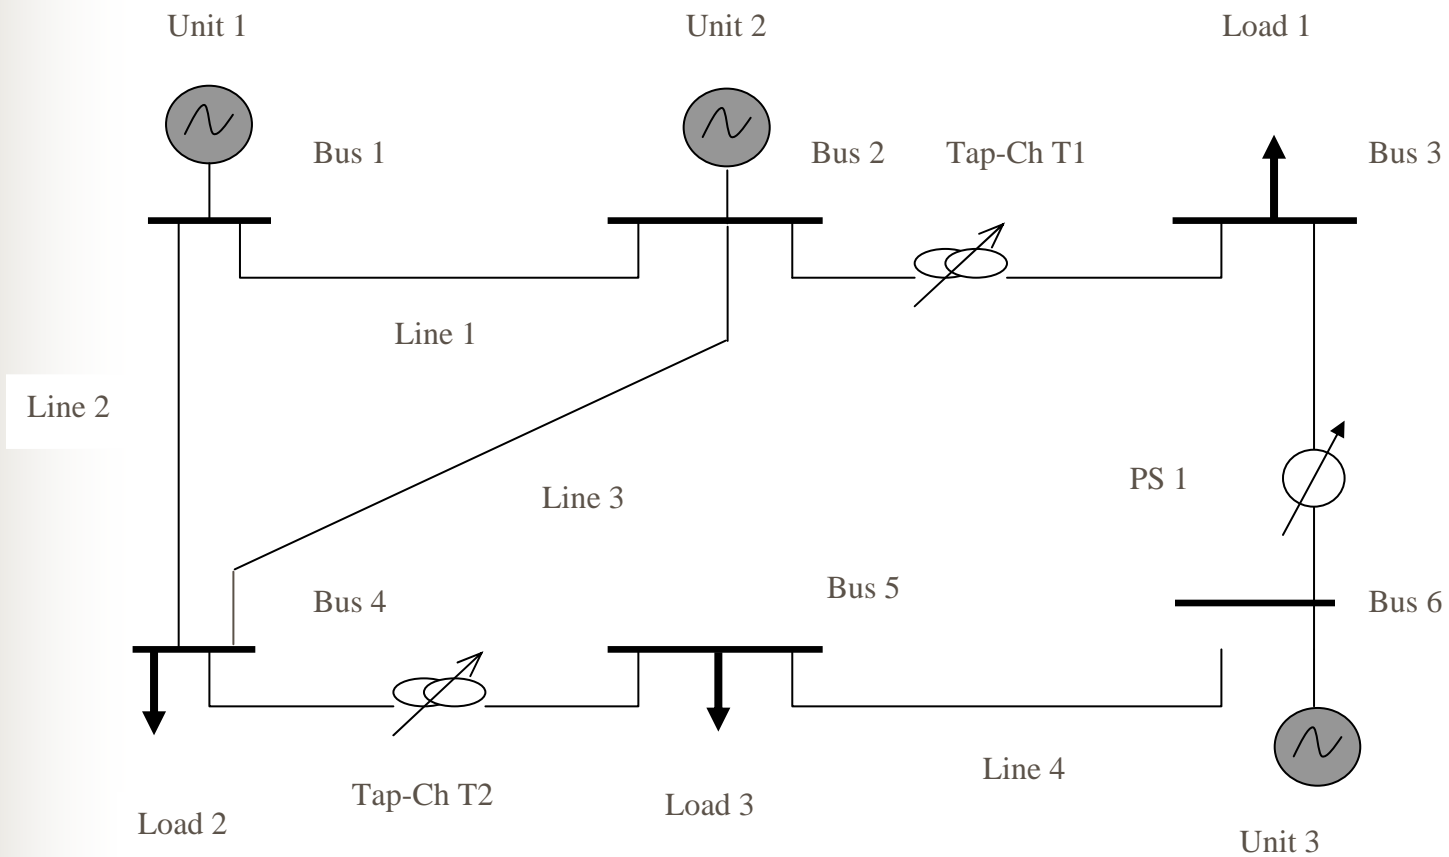 Unit 1
Unit 2
Load 1
Bus 1
Bus 2
Tap-Ch T1
Bus 3
Line 1
Line 2
PS 1
Line 3
Bus 4
Bus 5
Bus 6
Line 4
Tap-Ch T2
Load 3
Load 2
Unit 3